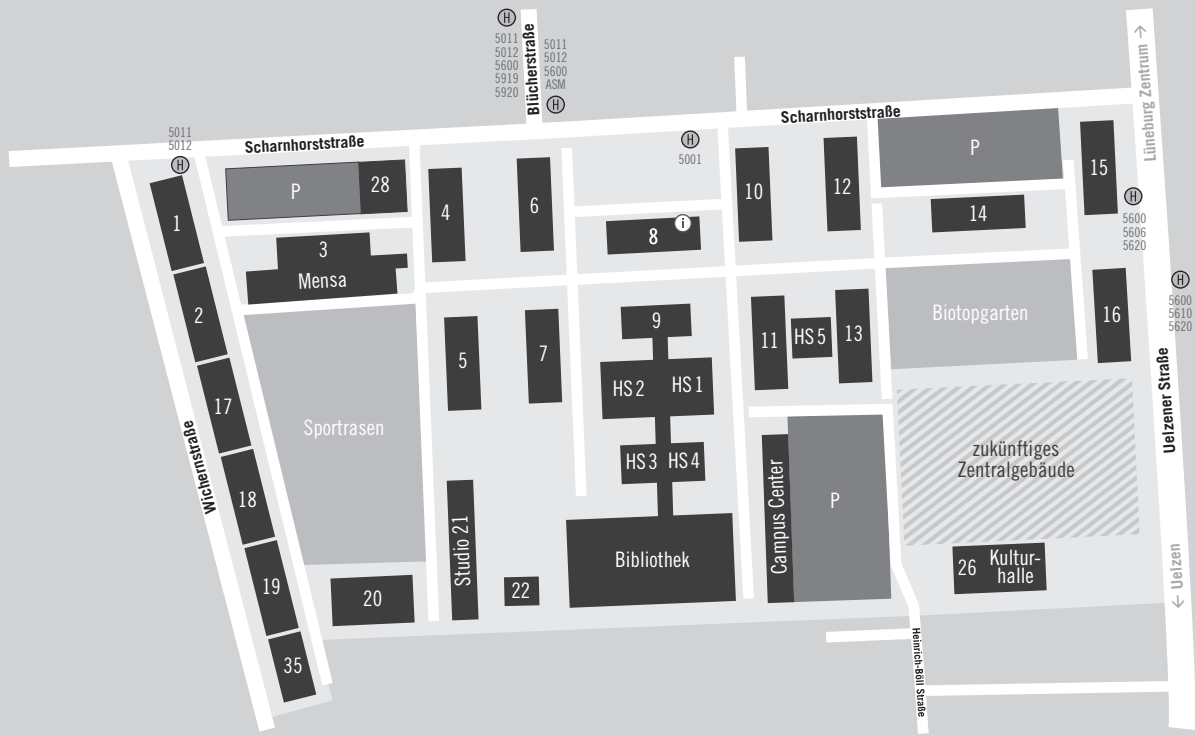 H
5011
5012
5600
5919
5920
Blücherstraße
5011
5012
5600
ASM
H
Lüneburg Zentrum →
Scharnhorststraße
Scharnhorststraße
5011
5012
H
H
5001
P
28
4
6
10
12
P
15
1
8
i
14
H
5600
5606
5620
3
Mensa
2
5
7
9
11
HS 5
13
Biotopgarten
16
H
5600
5610
5620
Uelzener Straße
17
Sportrasen
HS 2
HS 1
HS 3
HS 4
zukünftiges
Zentralgebäude
Wichernstraße
18
Studio 21
Campus Center
P
19
20
22
Bibliothek
26
Kultur-
halle
← Uelzen
35
Heinrich-Böll Straße